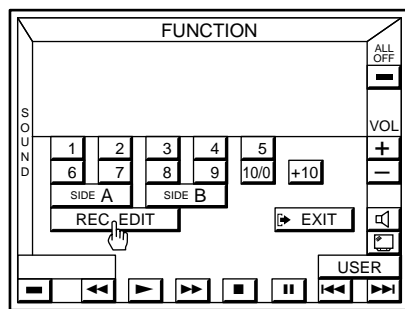 FUNCTION
ALL OFF
SOUND
VOL
1 2 3 4 5
+
6 7 8 9 10/0 +10
−
SIDE A SIDE B
REC EDIT EXIT
USER